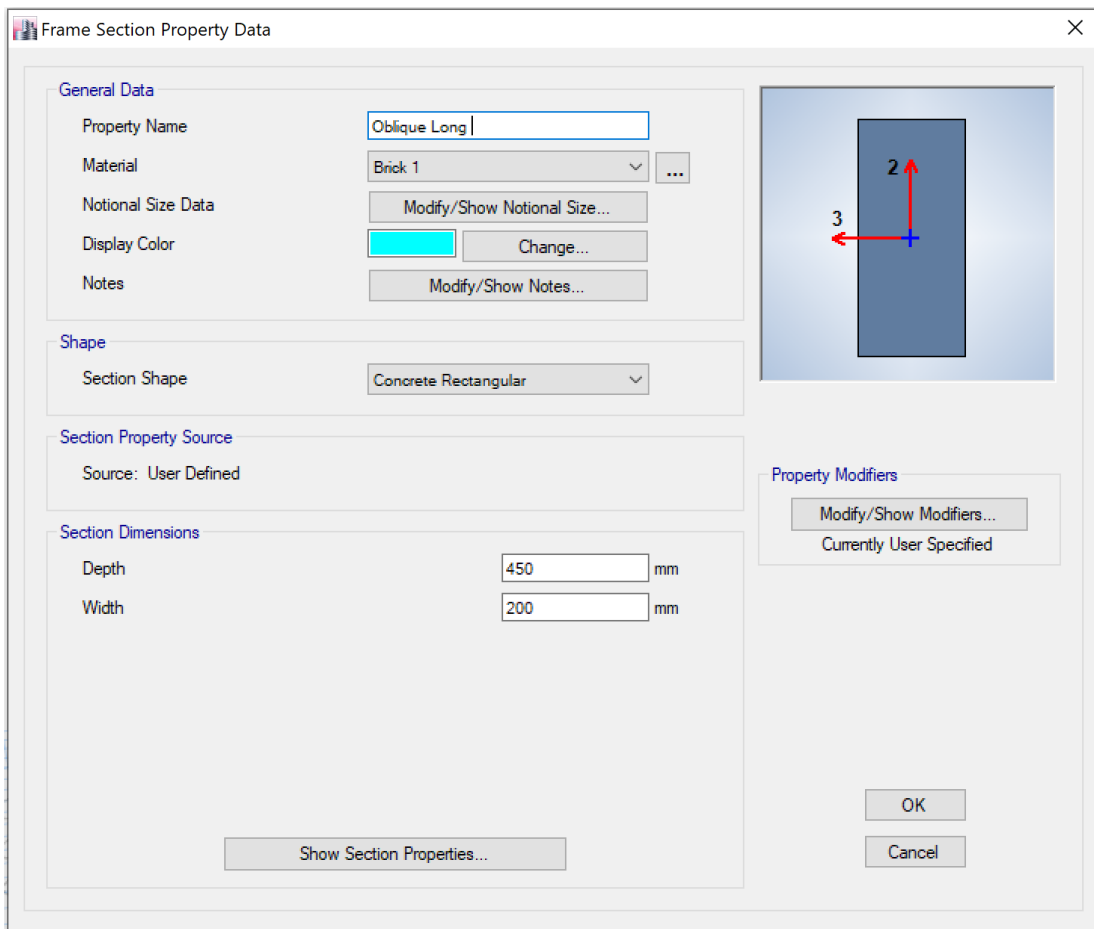 Frame Section Property Data
General Data
Property Name
Oblique Long
Material
Brick 1
...
Notional Size Data
Modify/Show Notional Size...
Display Color
Change...
Notes
Modify/Show Notes...
2
3
Shape
Section Shape
Concrete Rectangular
Section Property Source
Source: User Defined
Property Modifiers
Modify/Show Modifiers...
Currently User Specified
Section Dimensions
Depth
450
mm
Width
200
mm
Show Section Properties...
OK
Cancel